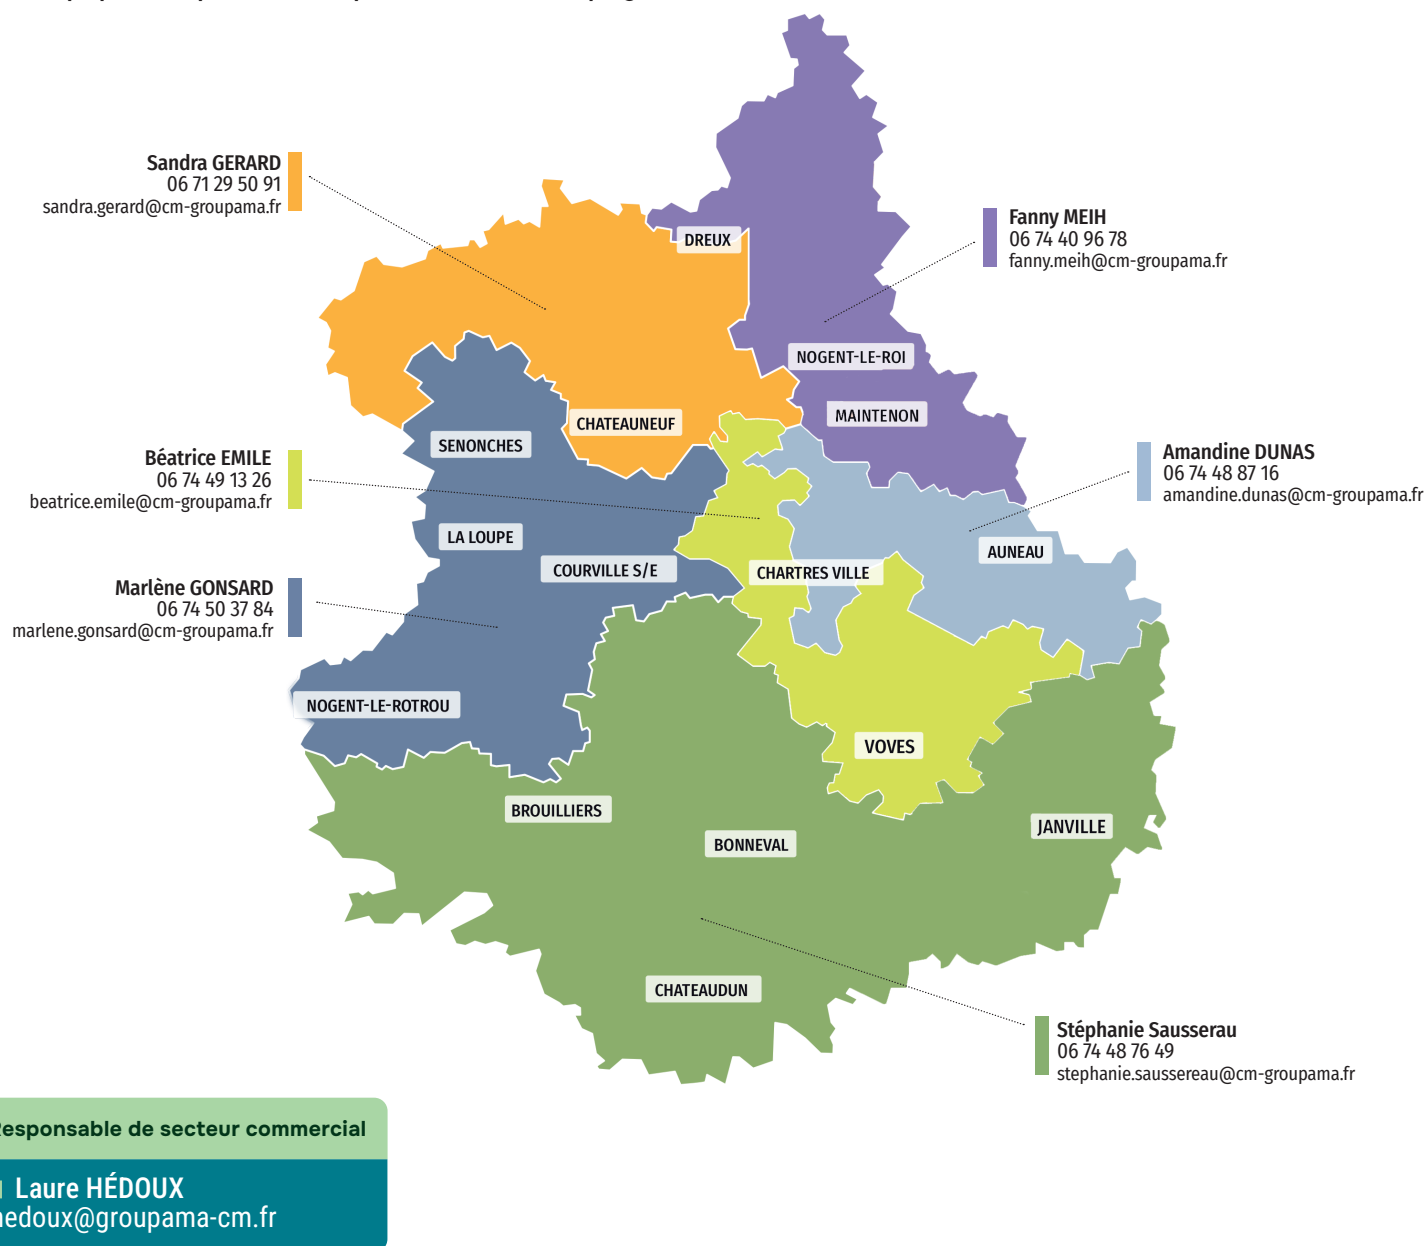 Sandra GERARD
06 71 29 50 91
sandra.gerard@cm-groupama.fr
DREUX
Fanny MEIH
06 74 40 96 78
fanny.meih@cm-groupama.fr
NOGENT-LE-ROI
MAINTENON
CHATEAUNEUF
SENONCHES
Béatrice EMILE
06 74 49 13 26
beatrice.emile@cm-groupama.fr
Amandine DUNAS
06 74 48 87 16
amandine.dunas@cm-groupama.fr
LA LOUPE
AUNEAU
COURVILLE S/E
CHARTRES VILLE
Marlène GONSARD
06 74 50 37 84
marlene.gonsard@cm-groupama.fr
NOGENT-LE-ROTROU
VOVES
BROUILLIERS
BONNEVAL
JANVILLE
CHATEAUDUN
Stéphanie Sausserau
06 74 48 76 49
stephanie.saussereau@cm-groupama.fr
Responsable de secteur commercial
Laure HÉDOUX
hedoux@groupama-cm.fr